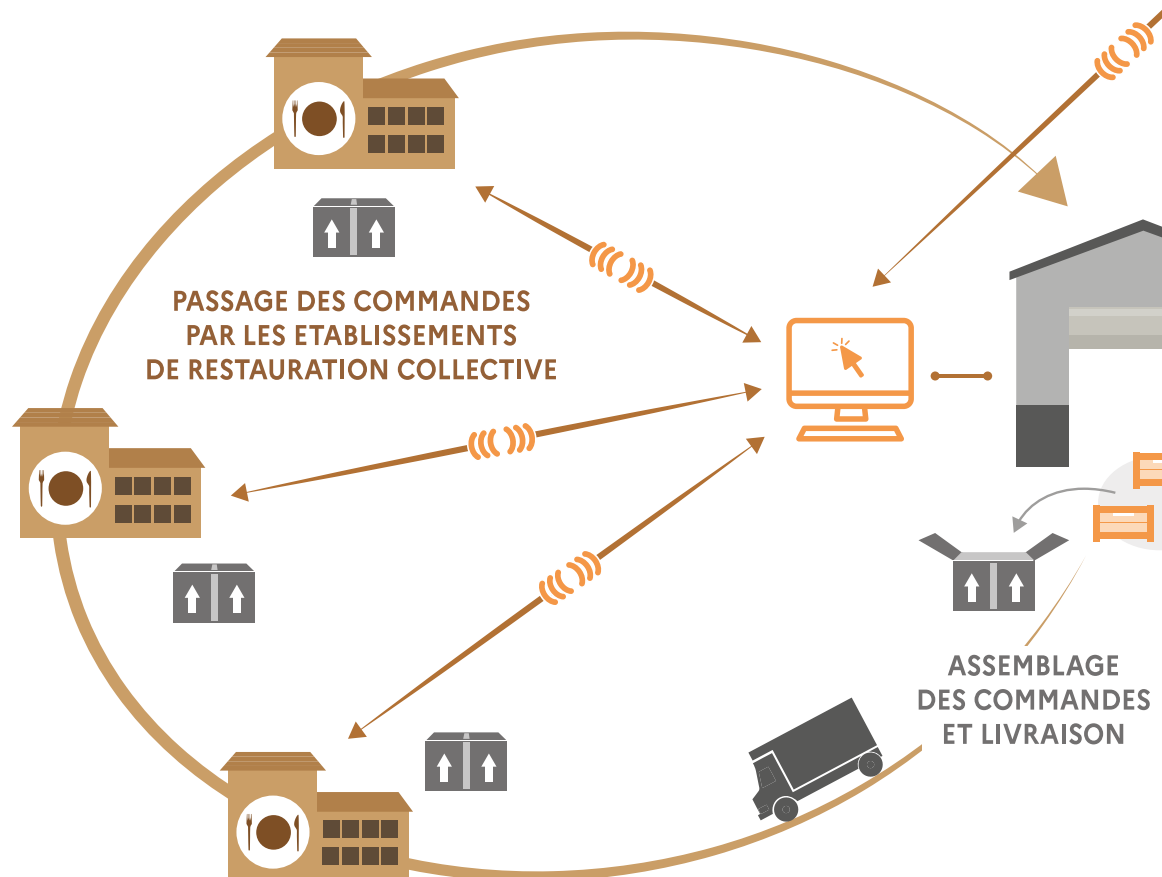 PASSAGE DES COMMANDES
PAR LES ETABLISSEMENTS
DE RESTAURATION COLLECTIVE
ASSEMBLAGE
DES COMMANDES
ET LIVRAISON